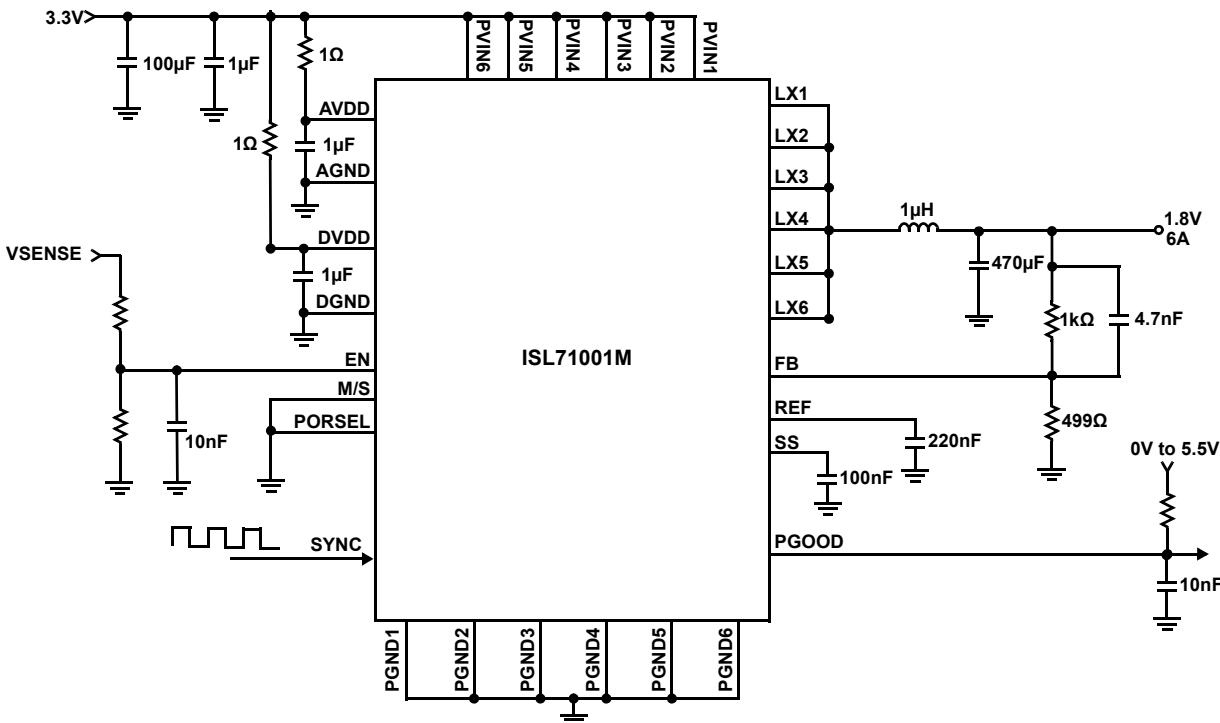 3.3V
100µF
1µF
1Ω
1Ω
PVIN6
PVIN5
PVIN4
PVIN3
PVIN2
PVIN1
AVDD
1µF
AGND
DVDD
1µF
DGND
VSENSE
EN
M/S
PORSEL
10nF
SYNC
ISL71001M
LX1
LX2
LX3
LX4
LX5
LX6
1µH
1.8V
6A
470µF
1kΩ
4.7nF
FB
REF
499Ω
220nF
SS
100nF
0V to 5.5V
PGOOD
10nF
PGND1
PGND2
PGND3
PGND4
PGND5
PGND6